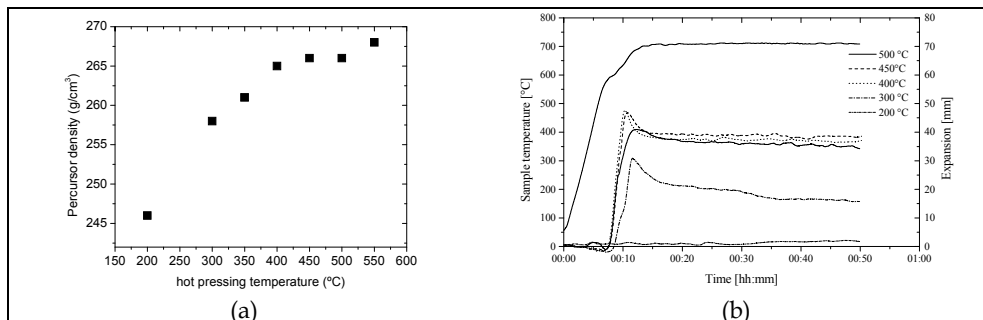 270
265
260
255
250
245
Percursor density (g/cm³)
150 200 250 300 350 400 450 500 550 600
hot pressing temperature (ºC)
(a)
800
700
600
500
400
300
200
100
0
Sample temperature [°C]
80
70
60
50
40
30
20
10
0
Expansion [mm]
500 °C
450°C
400°C
300 °C
200 °C
00:00 00:10 00:20 00:30 00:40 00:50 01:00
Time [hh:mm]
(b)